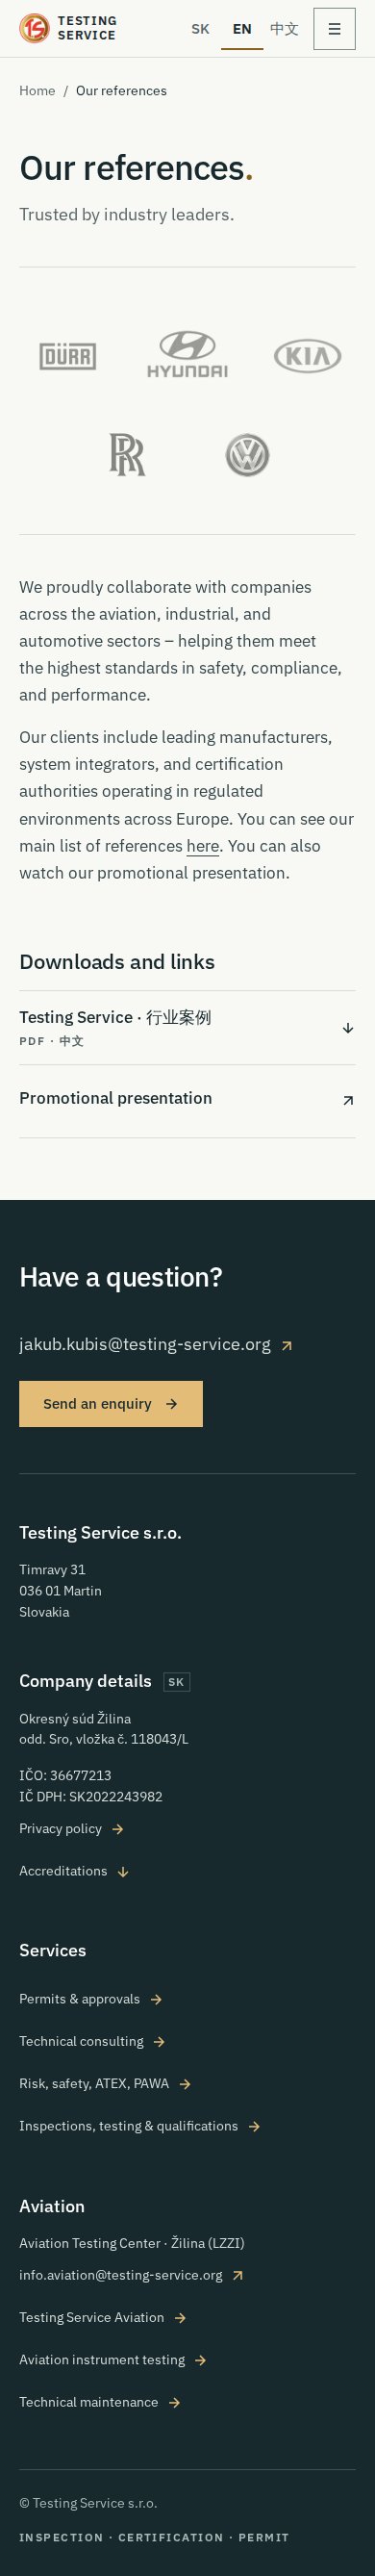 TESTING
SERVICE
SK EN 中文
Home / Our references
Our references.
Trusted by industry leaders.
DÜRR
HYUNDAI
KIA
RR
VW
We proudly collaborate with companies
across the aviation, industrial, and
automotive sectors – helping them meet
the highest standards in safety, compliance,
and performance.
Our clients include leading manufacturers,
system integrators, and certification
authorities operating in regulated
environments across Europe. You can see our
main list of references here. You can also
watch our promotional presentation.
Downloads and links
Testing Service · 行业案例
PDF · 中文
Promotional presentation
Have a question?
jakub.kubis@testing-service.org
Send an enquiry
Testing Service s.r.o.
Timravy 31
036 01 Martin
Slovakia
Company details SK
Okresný súd Žilina
odd. Sro, vložka č. 118043/L
IČO: 36677213
IČ DPH: SK2022243982
Privacy policy
Accreditations
Services
Permits & approvals
Technical consulting
Risk, safety, ATEX, PAWA
Inspections, testing & qualifications
Aviation
Aviation Testing Center · Žilina (LZZI)
info.aviation@testing-service.org
Testing Service Aviation
Aviation instrument testing
Technical maintenance
© Testing Service s.r.o.
INSPECTION · CERTIFICATION · PERMIT